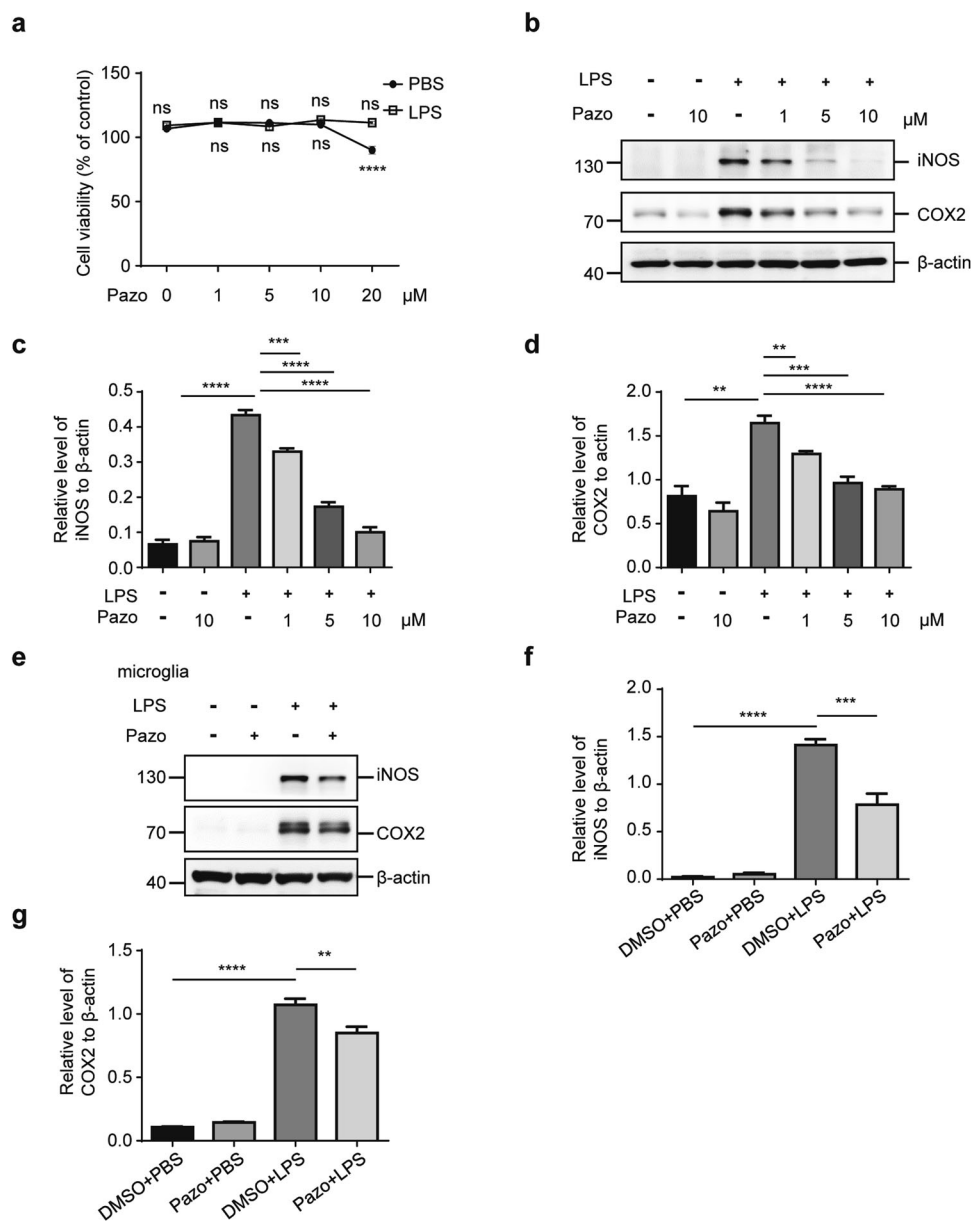 a
Cell viability (% of control)
150
100
50
0
ns ns ns ns ns
ns ns ns ****
PBS
LPS
Pazo 0 1 5 10 20 μM
b
LPS - - + + + +
Pazo - 10 - 1 5 10 μM
130 iNOS
70 COX2
40 β-actin
c
Relative level of
iNOS to β-actin
***
****
****
****
0.5
0.4
0.3
0.2
0.1
0.0
LPS - - + + + +
Pazo - 10 - 1 5 10 μM
d
Relative level of
COX2 to actin
**
***
**
****
2.0
1.5
1.0
0.5
0.0
LPS - - + + + +
Pazo - 10 - 1 5 10 μM
e
microglia
LPS - - + +
Pazo - + - +
130 iNOS
70 COX2
40 β-actin
f
Relative level of
iNOS to β-actin
**** ***
2.0
1.5
1.0
0.5
0.0
DMSO+PBS
Pazo+PBS
DMSO+LPS
Pazo+LPS
g
Relative level of
COX2 to β-actin
**** **
1.5
1.0
0.5
0.0
DMSO+PBS
Pazo+PBS
DMSO+LPS
Pazo+LPS